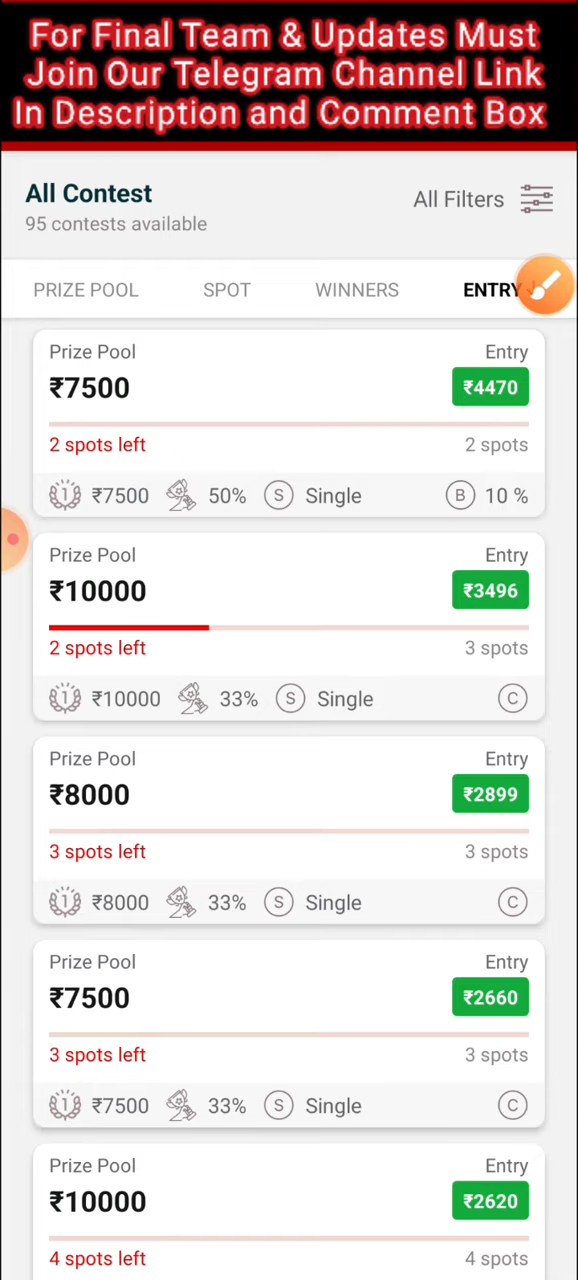 For Final Team & Updates Must
Join Our Telegram Channel Link
In Description and Comment Box
All Contest
All Filters
95 contests available
PRIZE POOL SPOT WINNERS ENTRY
Prize Pool Entry
₹7500 ₹4470
2 spots left 2 spots
1 ₹7500 50% S Single B 10 %
Prize Pool Entry
₹10000 ₹3496
2 spots left 3 spots
1 ₹10000 33% S Single C
Prize Pool Entry
₹8000 ₹2899
3 spots left 3 spots
1 ₹8000 33% S Single C
Prize Pool Entry
₹7500 ₹2660
3 spots left 3 spots
1 ₹7500 33% S Single C
Prize Pool Entry
₹10000 ₹2620
4 spots left 4 spots